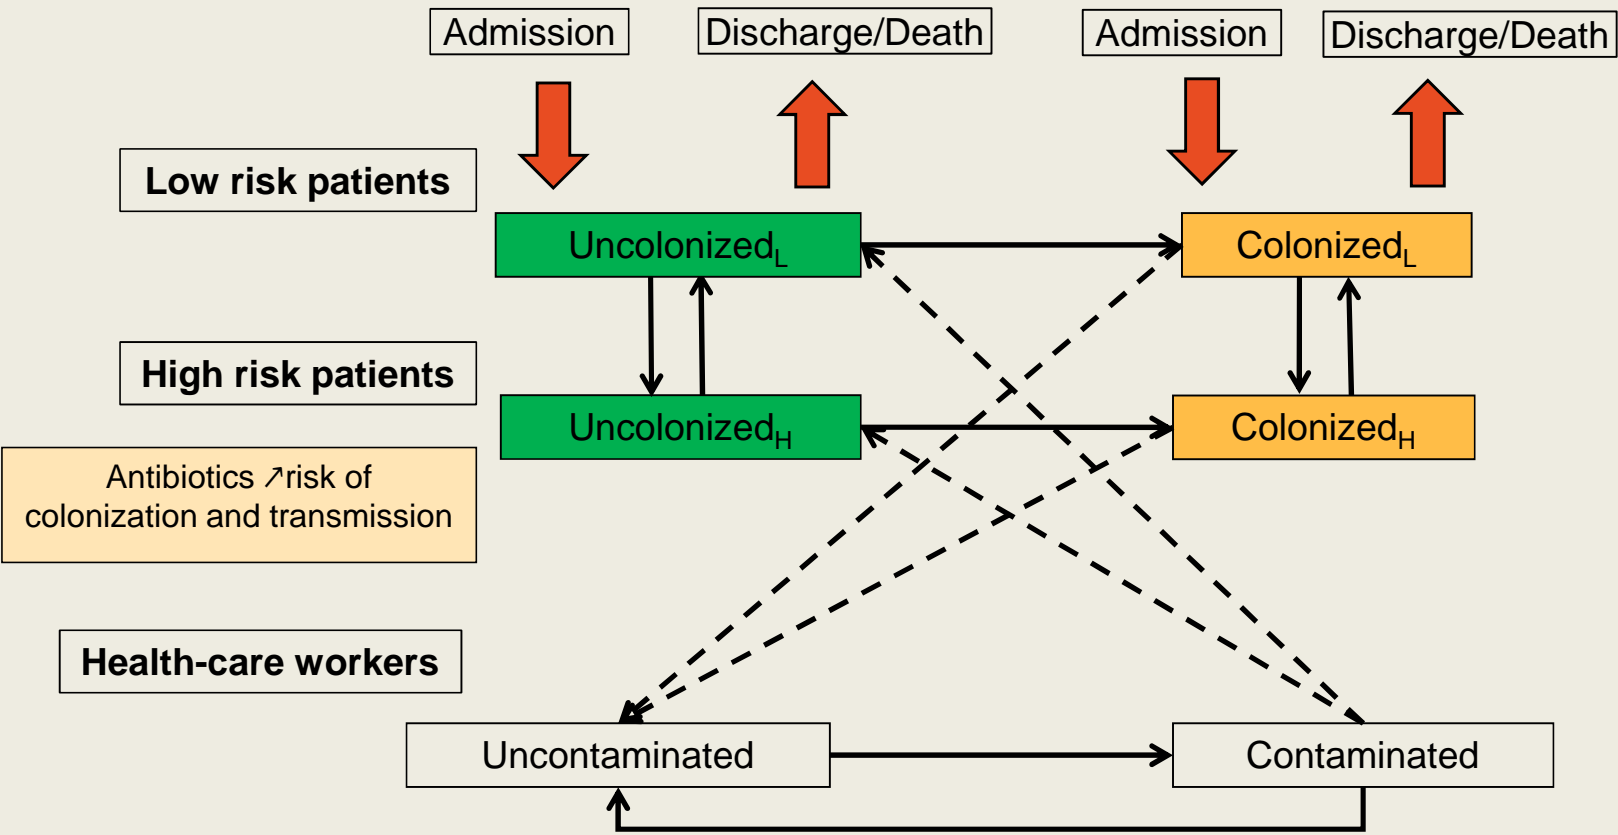 Admission
Discharge/Death
Admission
Discharge/Death
Low risk patients
Uncolonized_L
Colonized_L
High risk patients
Uncolonized_H
Colonized_H
Antibiotics ↗risk of
colonization and transmission
Health-care workers
Uncontaminated
Contaminated